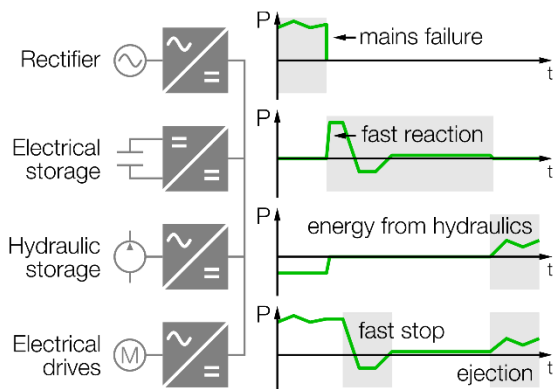 P
Rectifier
mains failure
t
P
Electrical
storage
fast reaction
t
P
Hydraulic
storage
energy from hydraulics
t
P
Electrical
drives
M
fast stop
t
ejection